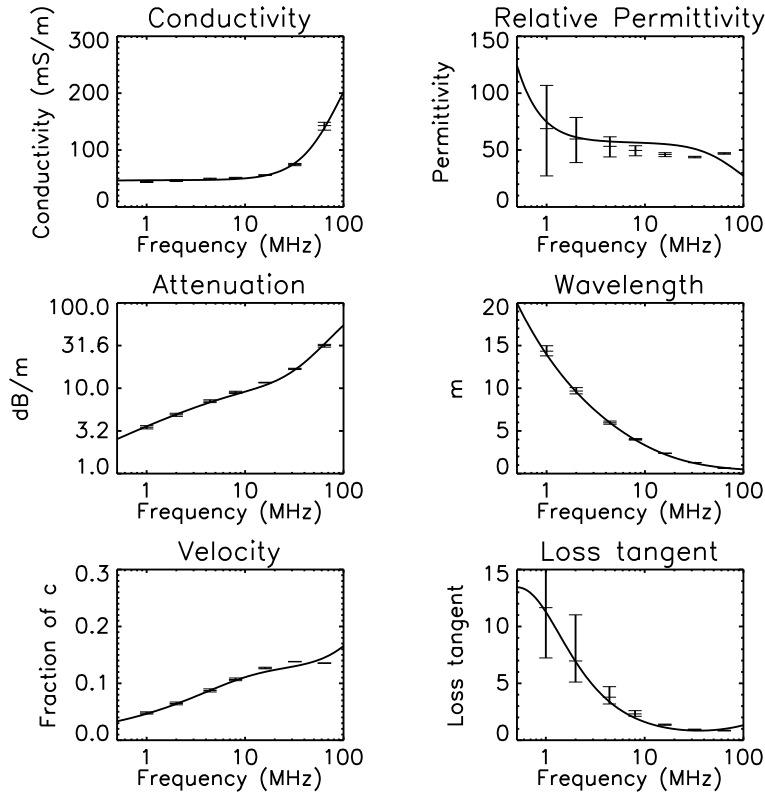 Conductivity
Conductivity (mS/m)
300
200
100
0
1 10 100
Frequency (MHz)
Relative Permittivity
Permittivity
150
100
50
0
1 10 100
Frequency (MHz)
Attenuation
dB/m
100.0
31.6
10.0
3.2
1.0
1 10 100
Frequency (MHz)
Wavelength
m
20
15
10
5
0
1 10 100
Frequency (MHz)
Velocity
Fraction of c
0.3
0.2
0.1
0.0
1 10 100
Frequency (MHz)
Loss tangent
Loss tangent
15
10
5
0
1 10 100
Frequency (MHz)